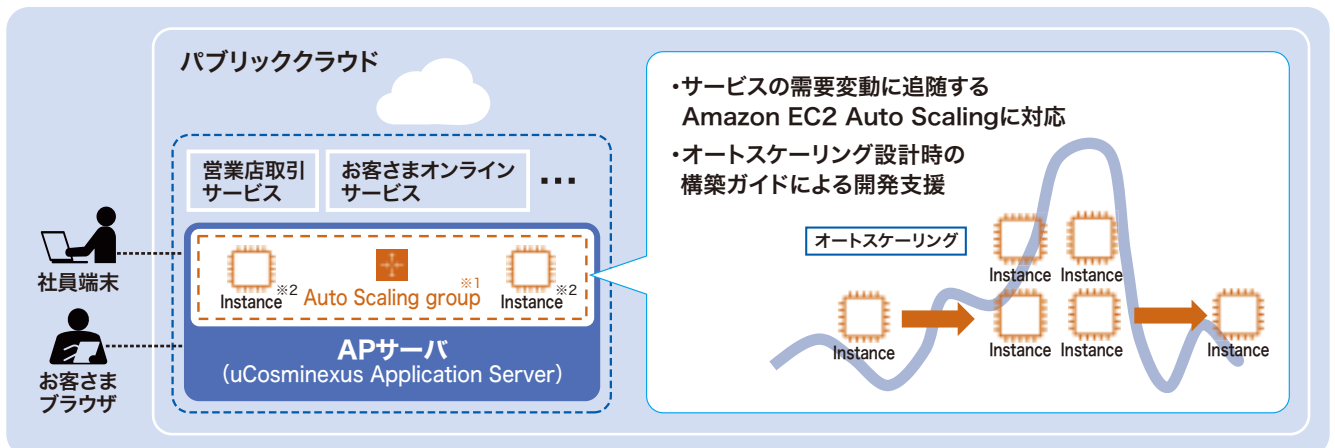 パブリッククラウド
営業店取引
サービス
お客さまオンライン
サービス
…
社員端末
お客さま
ブラウザ
Instance※2
Auto Scaling group※1
Instance※2
APサーバ
（uCosminexus Application Server）
・サービスの需要変動に追随する
Amazon EC2 Auto Scalingに対応
・オートスケーリング設計時の
構築ガイドによる開発支援
オートスケーリング
Instance
Instance
Instance
Instance
Instance
Instance